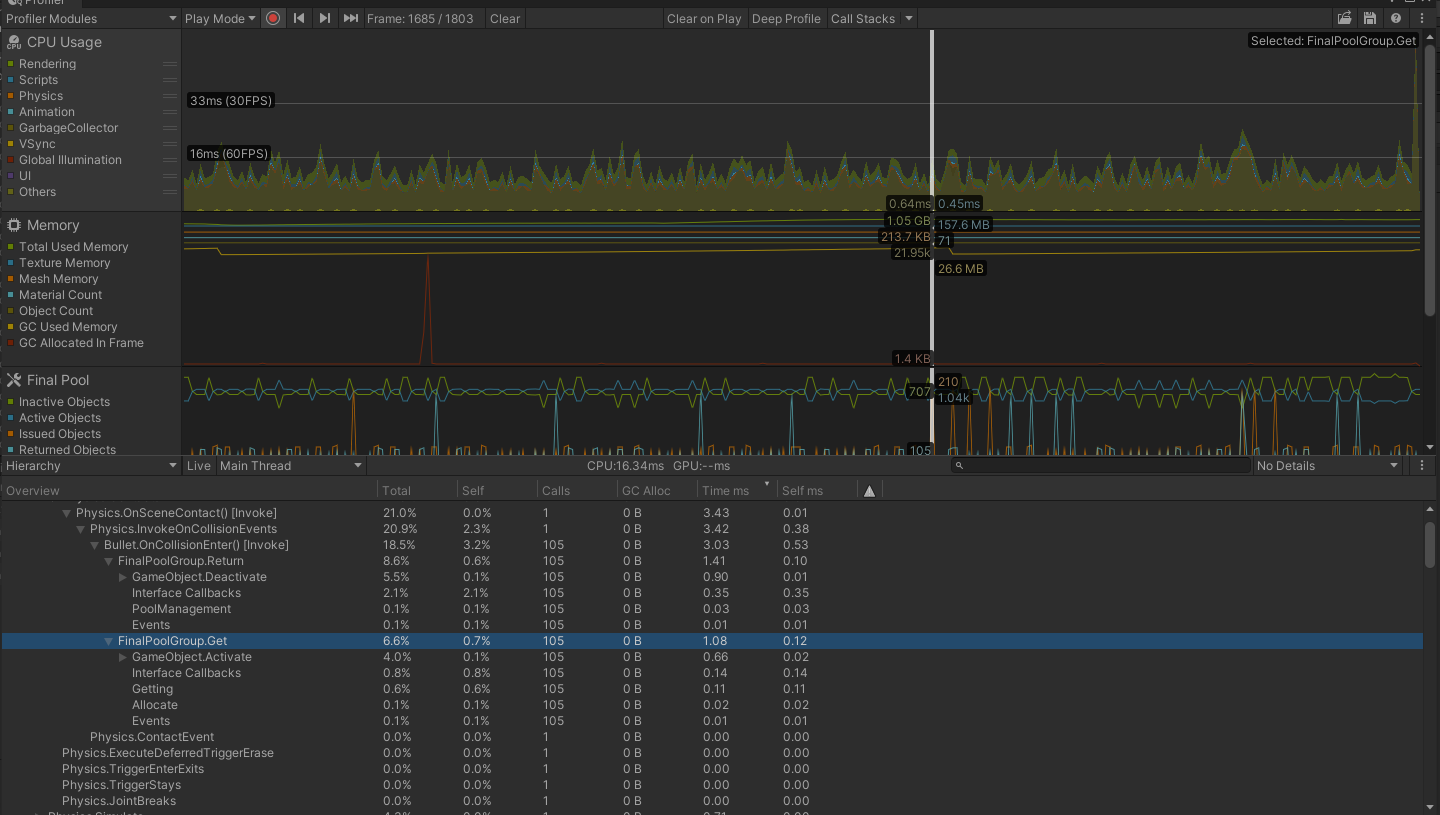 Profiler
Profiler Modules Play Mode Frame: 1685 / 1803 Clear Clear on Play Deep Profile Call Stacks
CPU Usage
Selected: FinalPoolGroup.Get
Rendering
Scripts
Physics
Animation
GarbageCollector
VSync
Global Illumination
UI
Others
33ms (30FPS)
16ms (60FPS)
0.64ms 0.45ms
Memory
Total Used Memory
Texture Memory
Mesh Memory
Material Count
Object Count
GC Used Memory
GC Allocated In Frame
1.05 GB 157.6 MB
213.7 KB 71
21.95k
26.6 MB
1.4 KB
Final Pool
Inactive Objects
Active Objects
Issued Objects
Returned Objects
210
707 1.04k
105
Hierarchy Live Main Thread CPU:16.34ms GPU:--ms No Details
Overview Total Self Calls GC Alloc Time ms Self ms
Physics.OnSceneContact() [Invoke] 21.0% 0.0% 1 0 B 3.43 0.01
Physics.InvokeOnCollisionEvents 20.9% 2.3% 1 0 B 3.42 0.38
Bullet.OnCollisionEnter() [Invoke] 18.5% 3.2% 105 0 B 3.03 0.53
FinalPoolGroup.Return 8.6% 0.6% 105 0 B 1.41 0.10
GameObject.Deactivate 5.5% 0.1% 105 0 B 0.90 0.01
Interface Callbacks 2.1% 2.1% 105 0 B 0.35 0.35
PoolManagement 0.1% 0.1% 105 0 B 0.03 0.03
Events 0.1% 0.1% 105 0 B 0.01 0.01
FinalPoolGroup.Get 6.6% 0.7% 105 0 B 1.08 0.12
GameObject.Activate 4.0% 0.1% 105 0 B 0.66 0.02
Interface Callbacks 0.8% 0.8% 105 0 B 0.14 0.14
Getting 0.6% 0.6% 105 0 B 0.11 0.11
Allocate 0.1% 0.1% 105 0 B 0.02 0.02
Events 0.1% 0.1% 105 0 B 0.01 0.01
Physics.ContactEvent 0.0% 0.0% 1 0 B 0.00 0.00
Physics.ExecuteDeferredTriggerErase 0.0% 0.0% 1 0 B 0.00 0.00
Physics.TriggerEnterExits 0.0% 0.0% 1 0 B 0.00 0.00
Physics.TriggerStays 0.0% 0.0% 1 0 B 0.00 0.00
Physics.JointBreaks 0.0% 0.0% 1 0 B 0.00 0.00